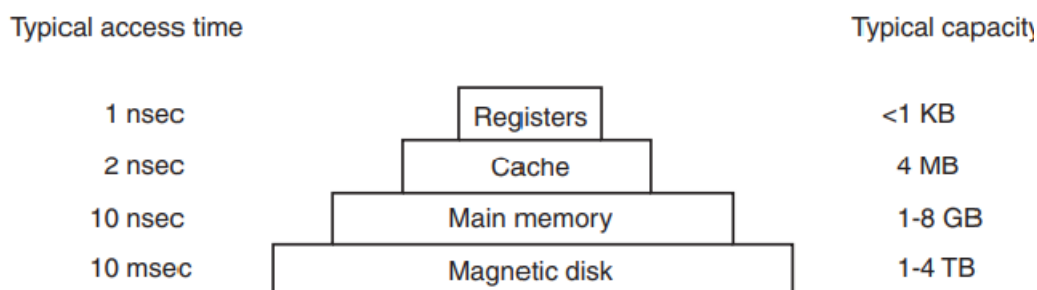 Typical access time Typical capacity
1 nsec Registers <1 KB
2 nsec Cache 4 MB
10 nsec Main memory 1-8 GB
10 msec Magnetic disk 1-4 TB